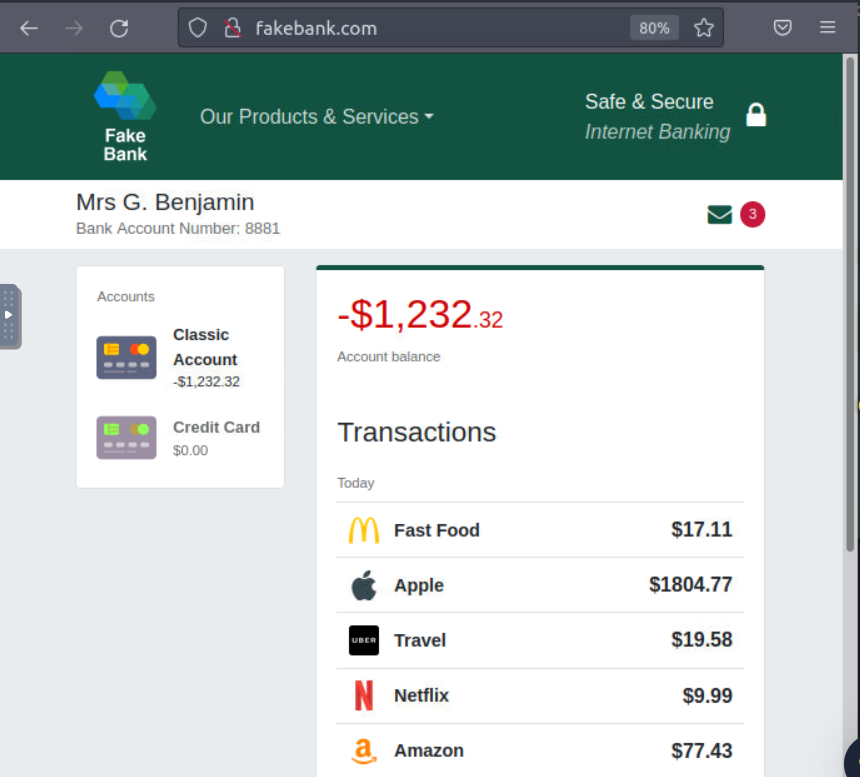 fakebank.com
80%
Fake
Bank
Our Products & Services
Safe & Secure
Internet Banking
Mrs G. Benjamin
Bank Account Number: 8881
3
Accounts
Classic
Account
-$1,232.32
Credit Card
$0.00
-$1,232.32
Account balance
Transactions
Today
Fast Food $17.11
Apple $1804.77
UBER Travel $19.58
Netflix $9.99
Amazon $77.43